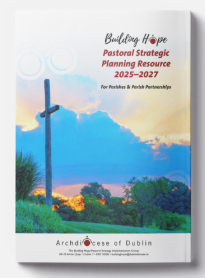 Building Hope
Pastoral Strategic
Planning Resource
2025–2027
For Parishes & Parish Partnerships
Archdiocese of Dublin